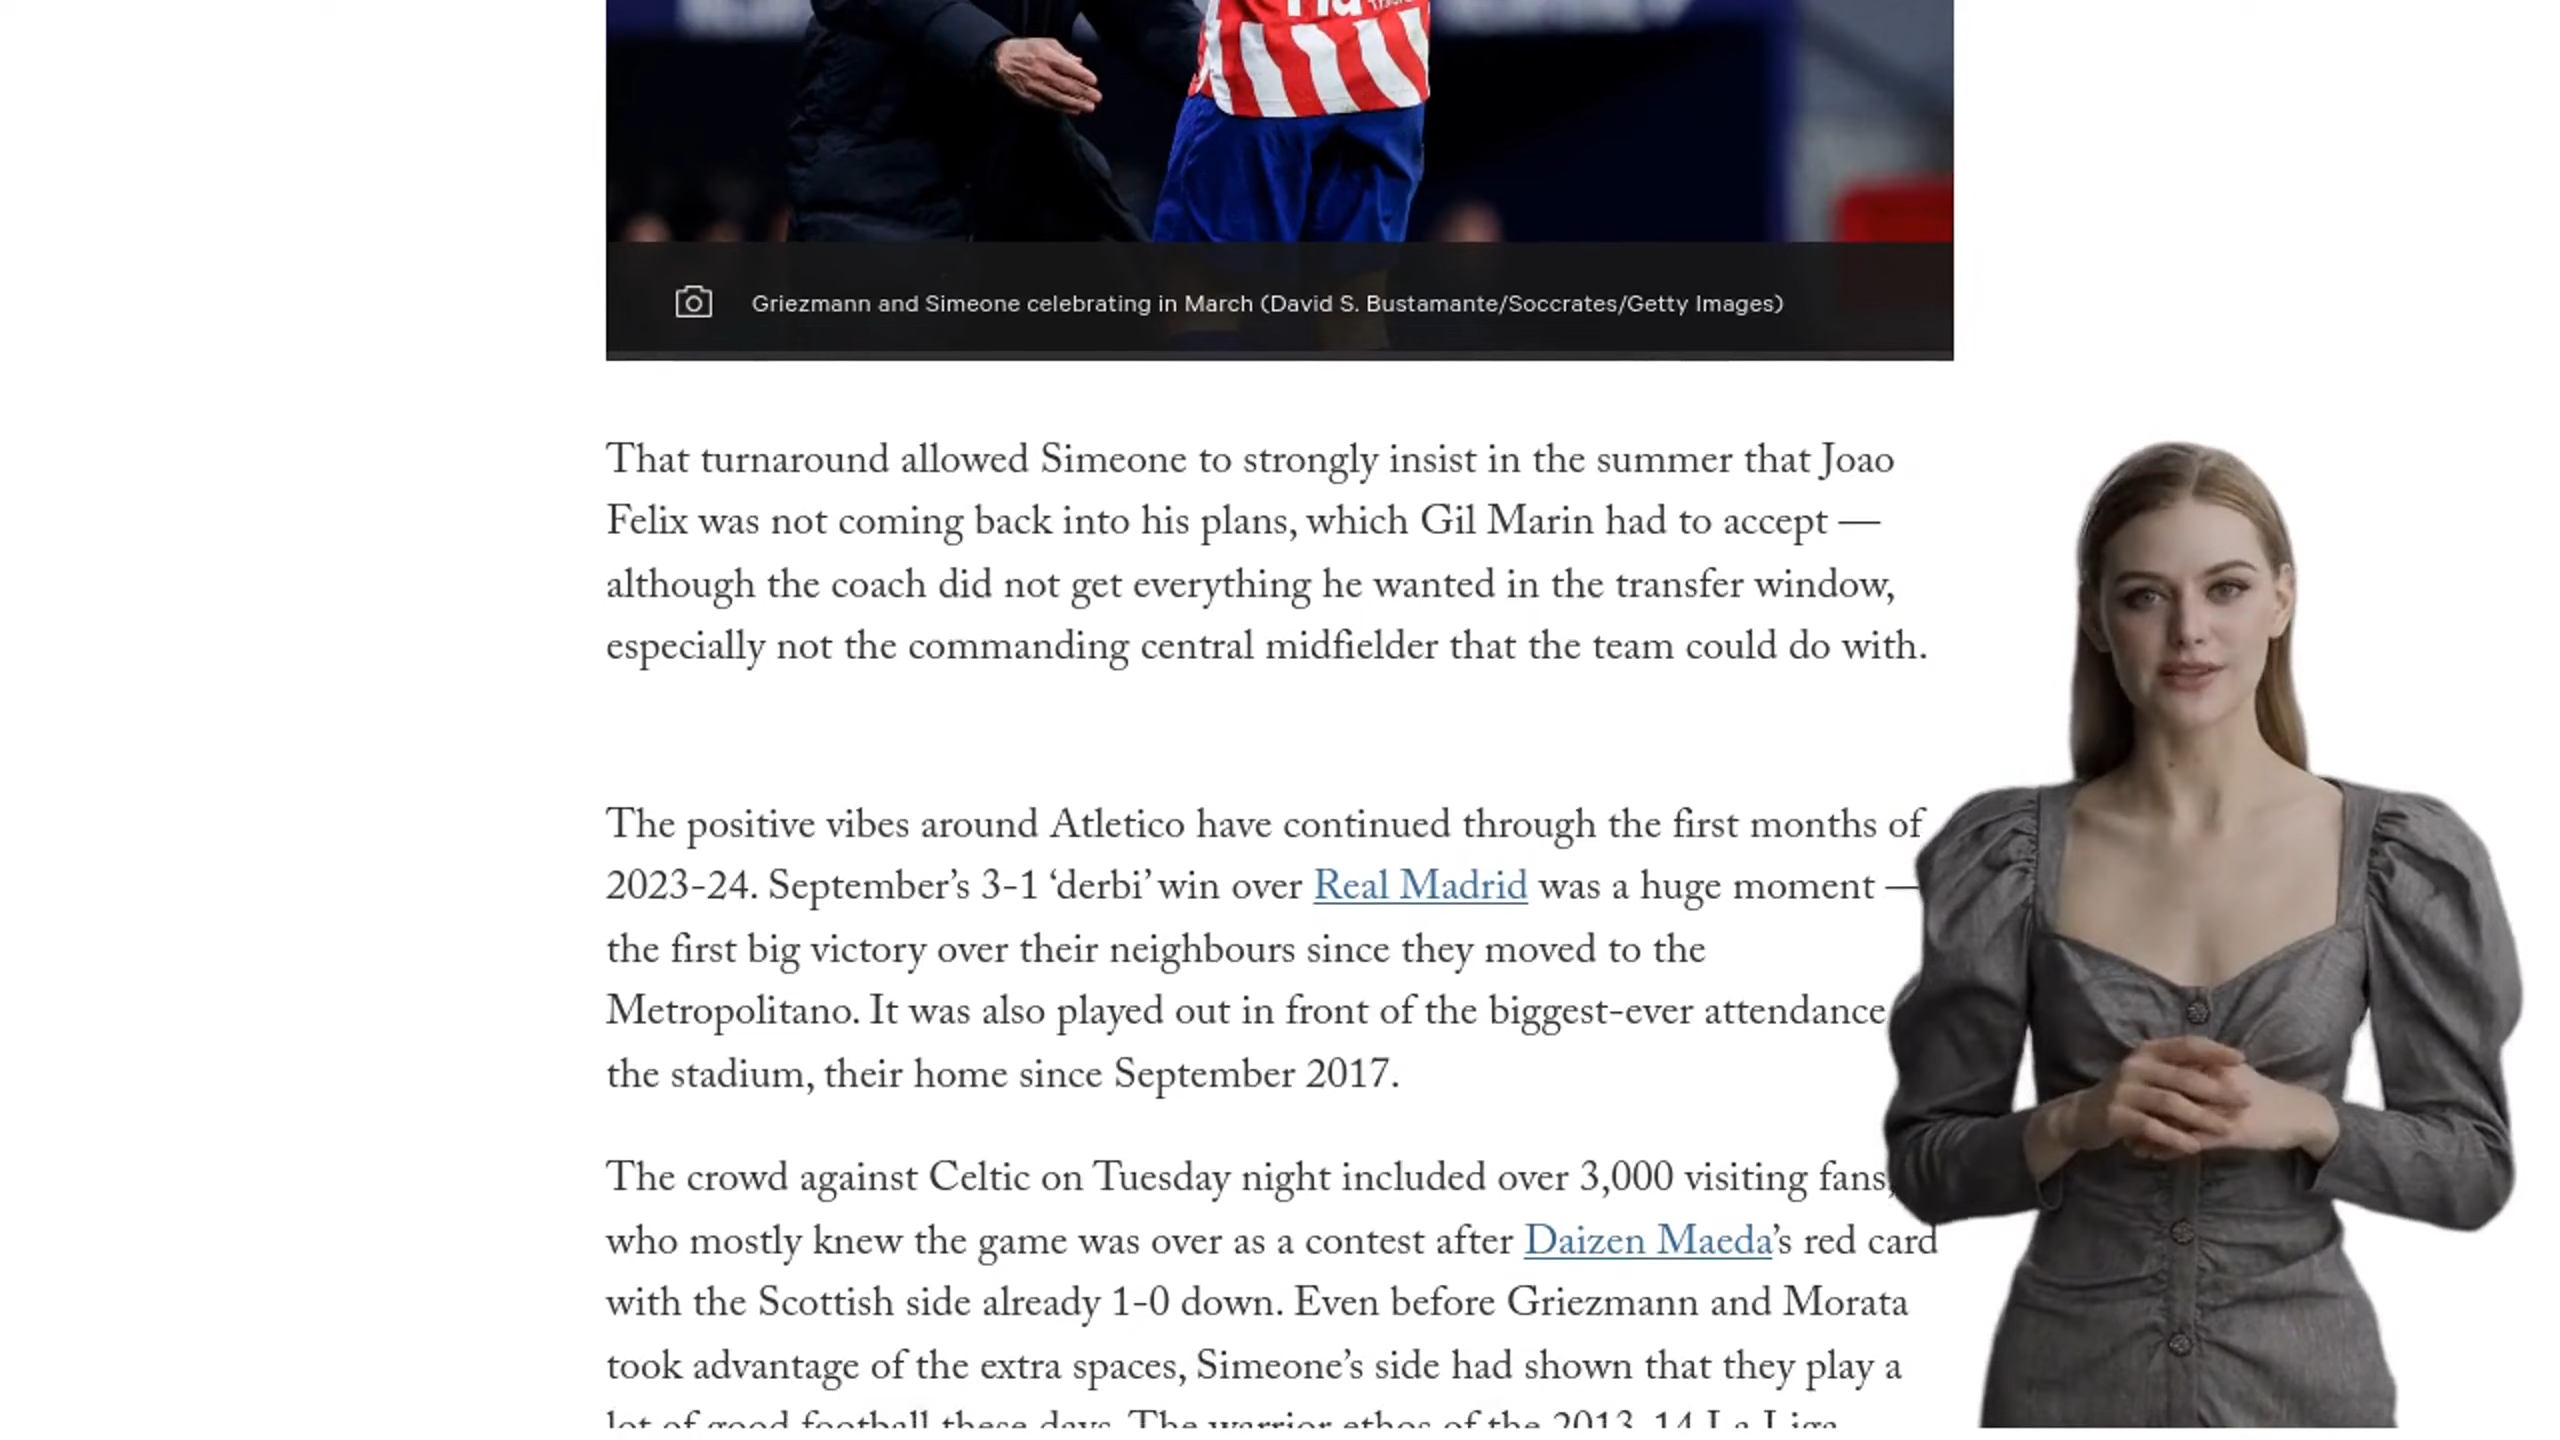 Griezmann and Simeone celebrating in March (David S. Bustamante/Soccrates/Getty Images)
That turnaround allowed Simeone to strongly insist in the summer that Joao
Felix was not coming back into his plans, which Gil Marin had to accept —
although the coach did not get everything he wanted in the transfer window,
especially not the commanding central midfielder that the team could do with.
The positive vibes around Atletico have continued through the first months of
2023-24. September’s 3-1 ‘derbi’ win over Real Madrid was a huge moment —
the first big victory over their neighbours since they moved to the
Metropolitano. It was also played out in front of the biggest-ever attendance
the stadium, their home since September 2017.
The crowd against Celtic on Tuesday night included over 3,000 visiting fans,
who mostly knew the game was over as a contest after Daizen Maeda’s red card
with the Scottish side already 1-0 down. Even before Griezmann and Morata
took advantage of the extra spaces, Simeone’s side had shown that they play a
lot of good football these days. The warrior ethos of the 2013-14 La Liga